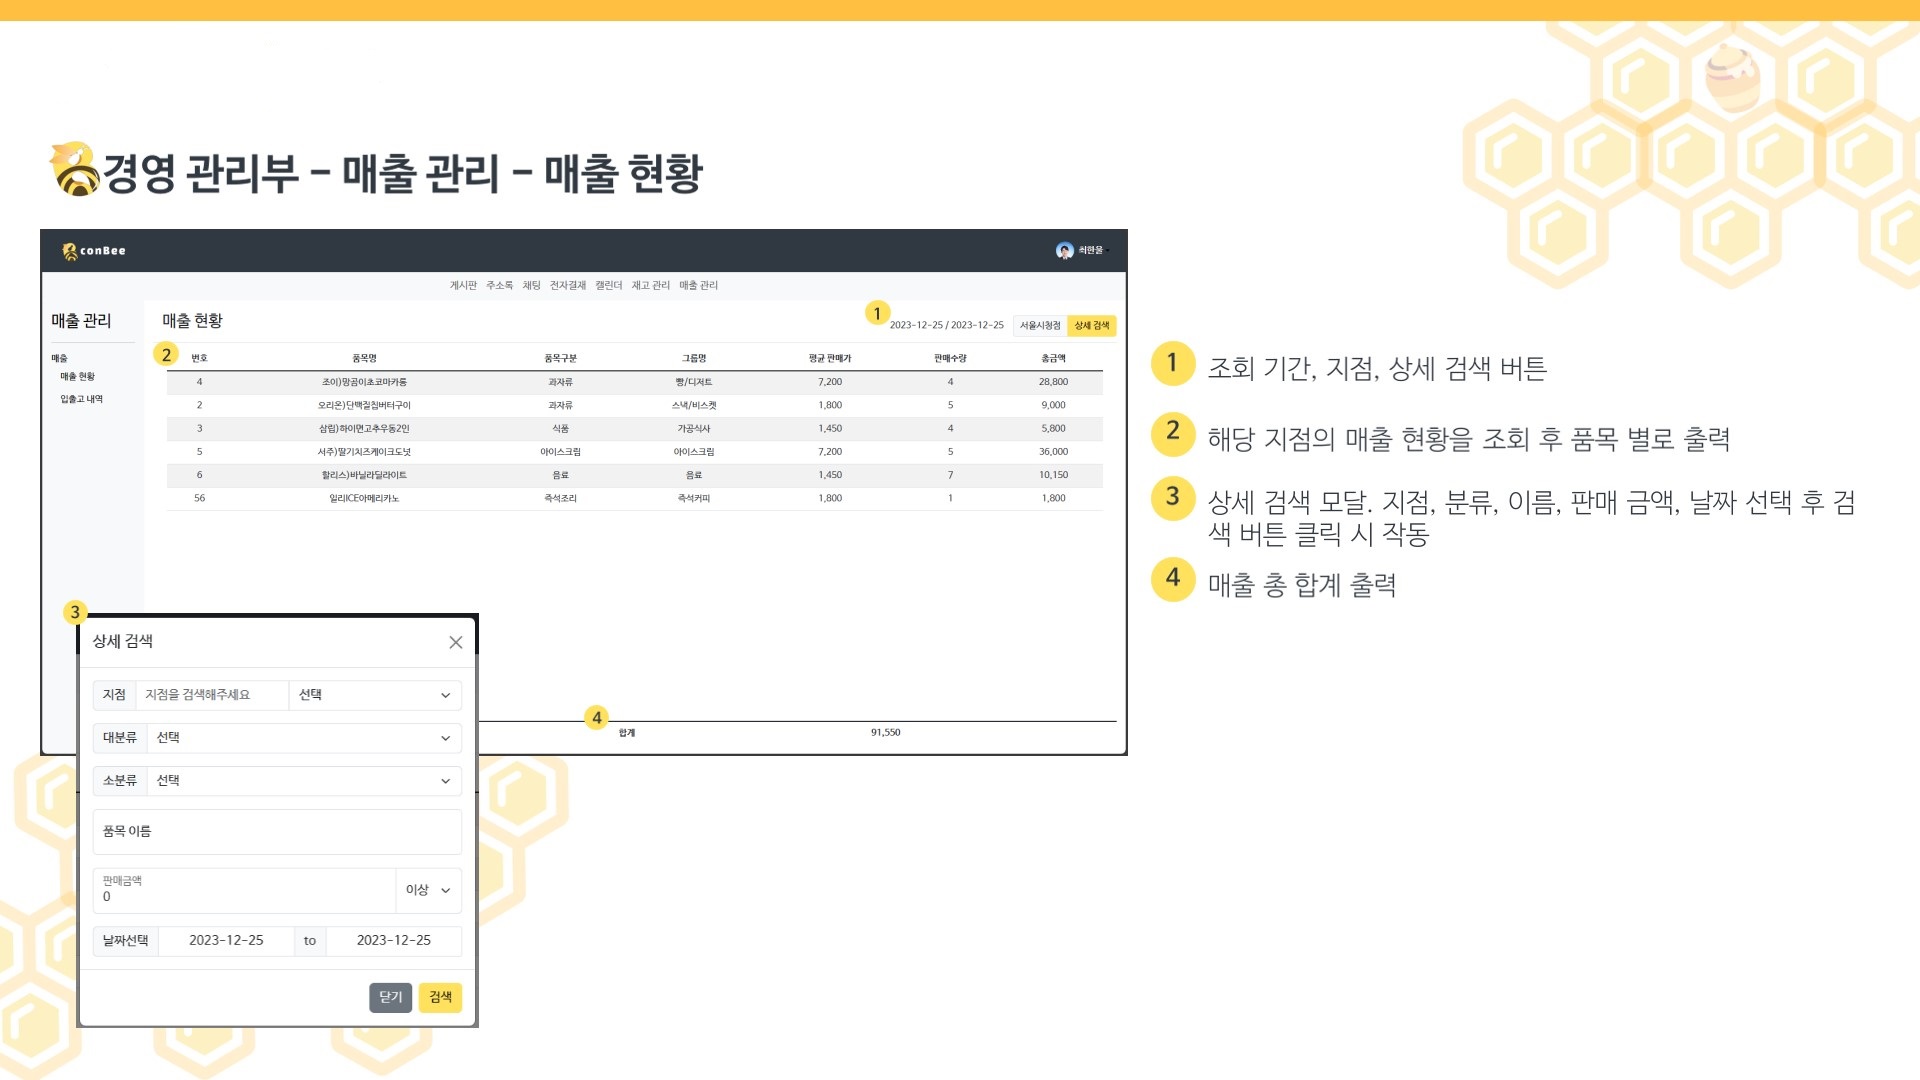 경영 관리부 - 매출 관리 - 매출 현황
conBee
최한울
게시판 주소록 채팅 전자결재 캘린더 재고 관리 매출 관리
매출 관리
매출
매출 현황
입출고 내역
매출 현황
1
2023-12-25 / 2023-12-25 서울시청점 상세 검색
2
번호 품목명 품목구분 그룹명 평균 판매가 판매수량 총금액
4 조이)망곰이초코마카롱 과자류 빵/디저트 7,200 4 28,800
2 오리온)단백질칩버터구이 과자류 스낵/비스켓 1,800 5 9,000
3 삼립)하이면고추우동2인 식품 가공식사 1,450 4 5,800
5 서주)딸기치즈케이크도넛 아이스크림 아이스크림 7,200 5 36,000
6 할리스)바닐라딜라이트 음료 음료 1,450 7 10,150
56 일리ICE아메리카노 즉석조리 즉석커피 1,800 1 1,800
4
합계 91,550
3
상세 검색
지점 지점을 검색해주세요 선택
대분류 선택
소분류 선택
품목 이름
판매금액
0 이상
날짜선택 2023-12-25 to 2023-12-25
닫기 검색
1 조회 기간, 지점, 상세 검색 버튼
2 해당 지점의 매출 현황을 조회 후 품목 별로 출력
3 상세 검색 모달. 지점, 분류, 이름, 판매 금액, 날짜 선택 후 검
색 버튼 클릭 시 작동
4 매출 총 합계 출력